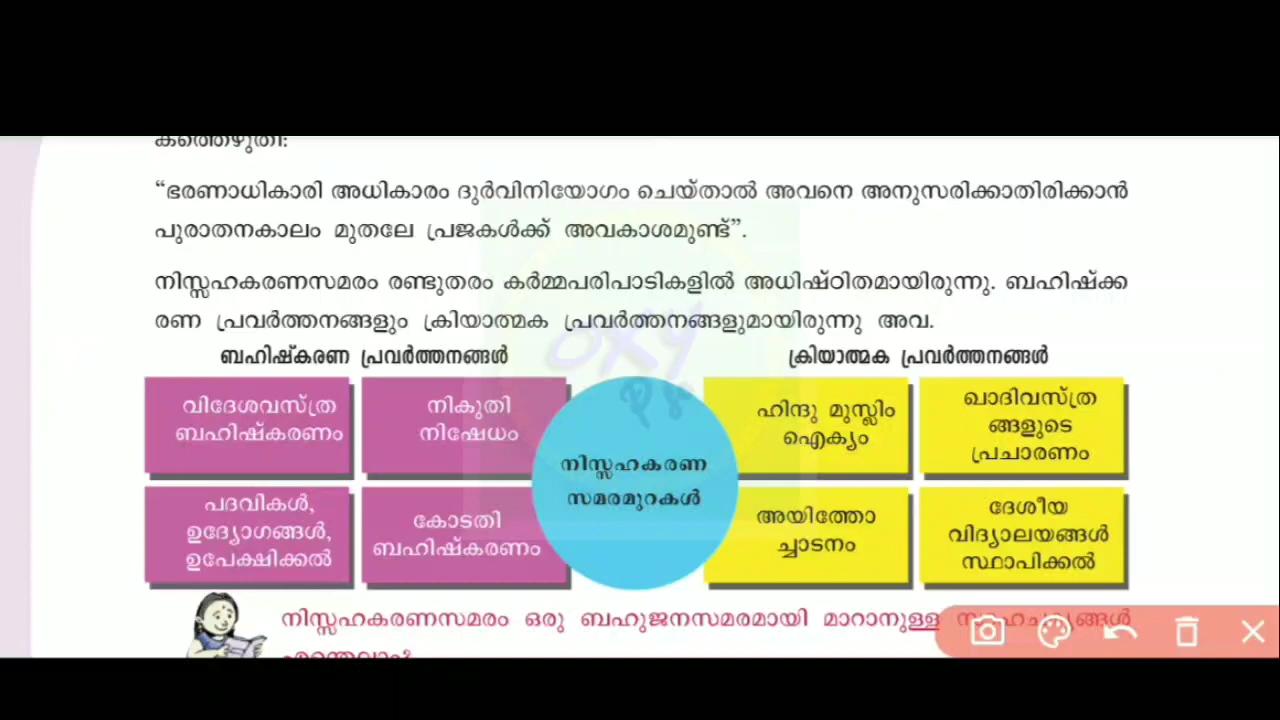 കത്തെഴുതി:
“ഭരണാധികാരി അധികാരം ദുർവിനിയോഗം ചെയ്താൽ അവനെ അനുസരിക്കാതിരിക്കാൻ
പുരാതനകാലം മുതലേ പ്രജകൾക്ക് അവകാശമുണ്ട്”.
നിസ്സഹകരണസമരം രണ്ടുതരം കർമ്മപരിപാടികളിൽ അധിഷ്ഠിതമായിരുന്നു. ബഹിഷ്ക്ക
രണ പ്രവർത്തനങ്ങളും ക്രിയാത്മക പ്രവർത്തനങ്ങളുമായിരുന്നു അവ.
ബഹിഷ്കരണ പ്രവർത്തനങ്ങൾ
വിദേശവസ്ത്ര
ബഹിഷ്കരണം
നികുതി
നിഷേധം
പദവികൾ,
ഉദ്യോഗങ്ങൾ,
ഉപേക്ഷിക്കൽ
കോടതി
ബഹിഷ്കരണം
നിസ്സഹകരണ
സമരമുറകൾ
ക്രിയാത്മക പ്രവർത്തനങ്ങൾ
ഹിന്ദു മുസ്ലിം
ഐക്യം
ഖാദിവസ്ത്ര
ങ്ങളുടെ
പ്രചാരണം
അയിത്തോ
ച്ചാടനം
ദേശീയ
വിദ്യാലയങ്ങൾ
സ്ഥാപിക്കൽ
നിസ്സഹകരണസമരം ഒരു ബഹുജനസമരമായി മാറാനുള്ള